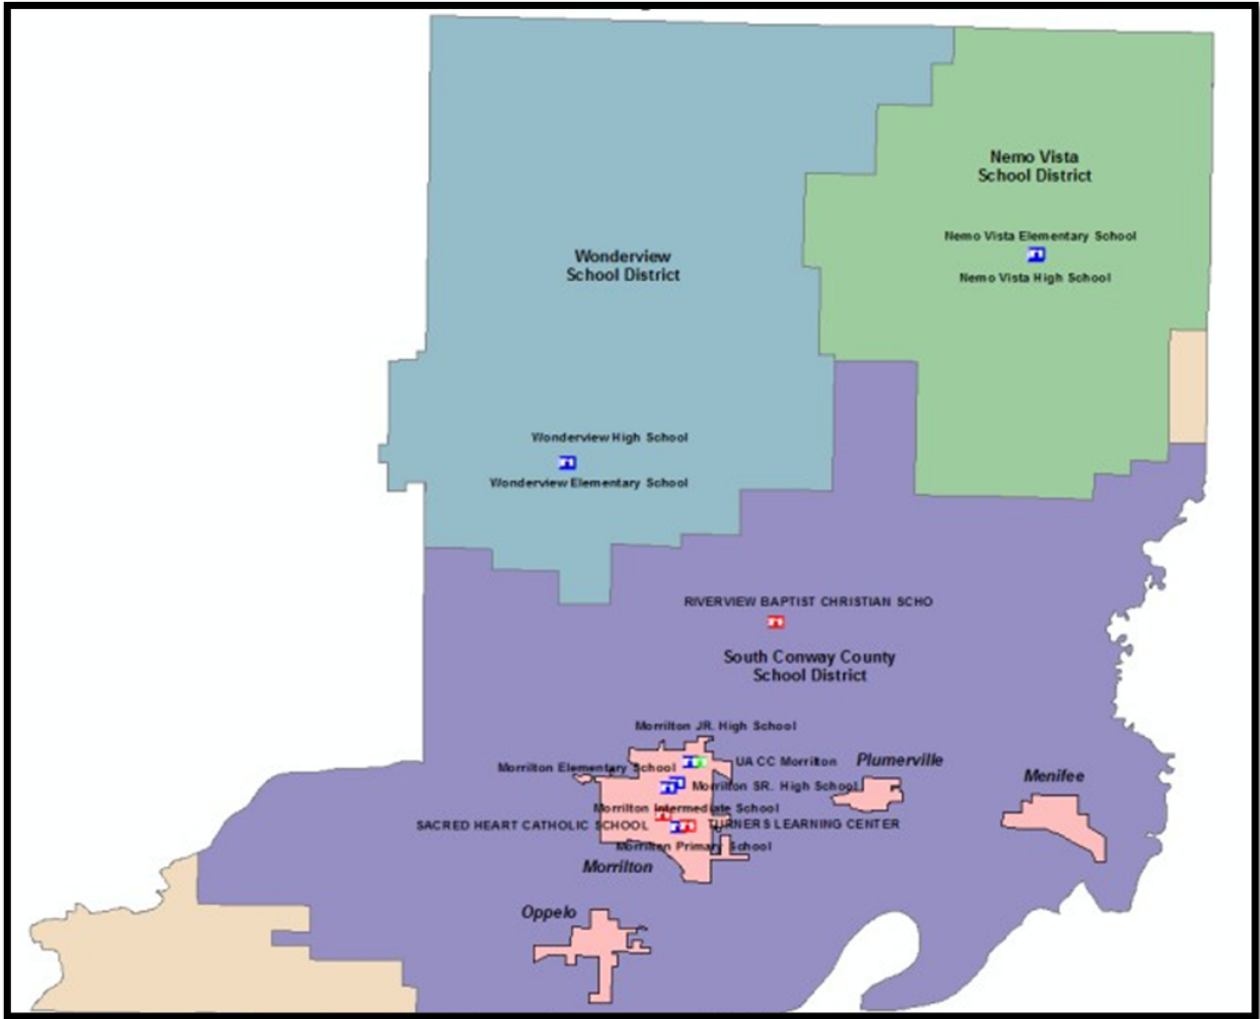 Nemo Vista
School District
Nemo Vista Elementary School
Nemo Vista High School
Wonderview
School District
Wonderview High School
Wonderview Elementary School
RIVERVIEW BAPTIST CHRISTIAN SCHO
South Conway County
School District
Morrilton JR. High School
UA CC Morrilton
Plumerville
Morrilton Elementary School
Menifee
Morrilton SR. High School
Morrilton Intermediate School
SACRED HEART CATHOLIC SCHOOL
TURNERS LEARNING CENTER
Morrilton Primary School
Morrilton
Oppelo